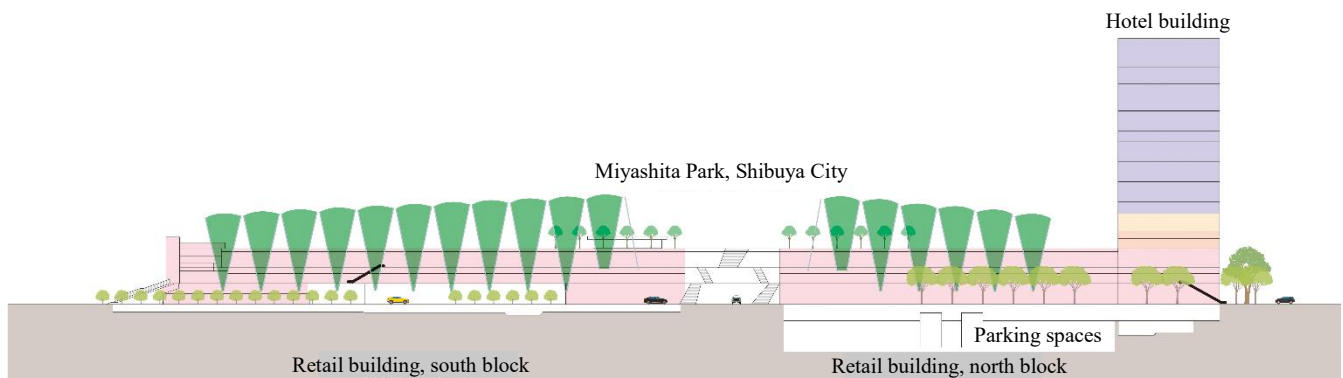 Hotel building
Miyashita Park, Shibuya City
Parking spaces
Retail building, south block
Retail building, north block